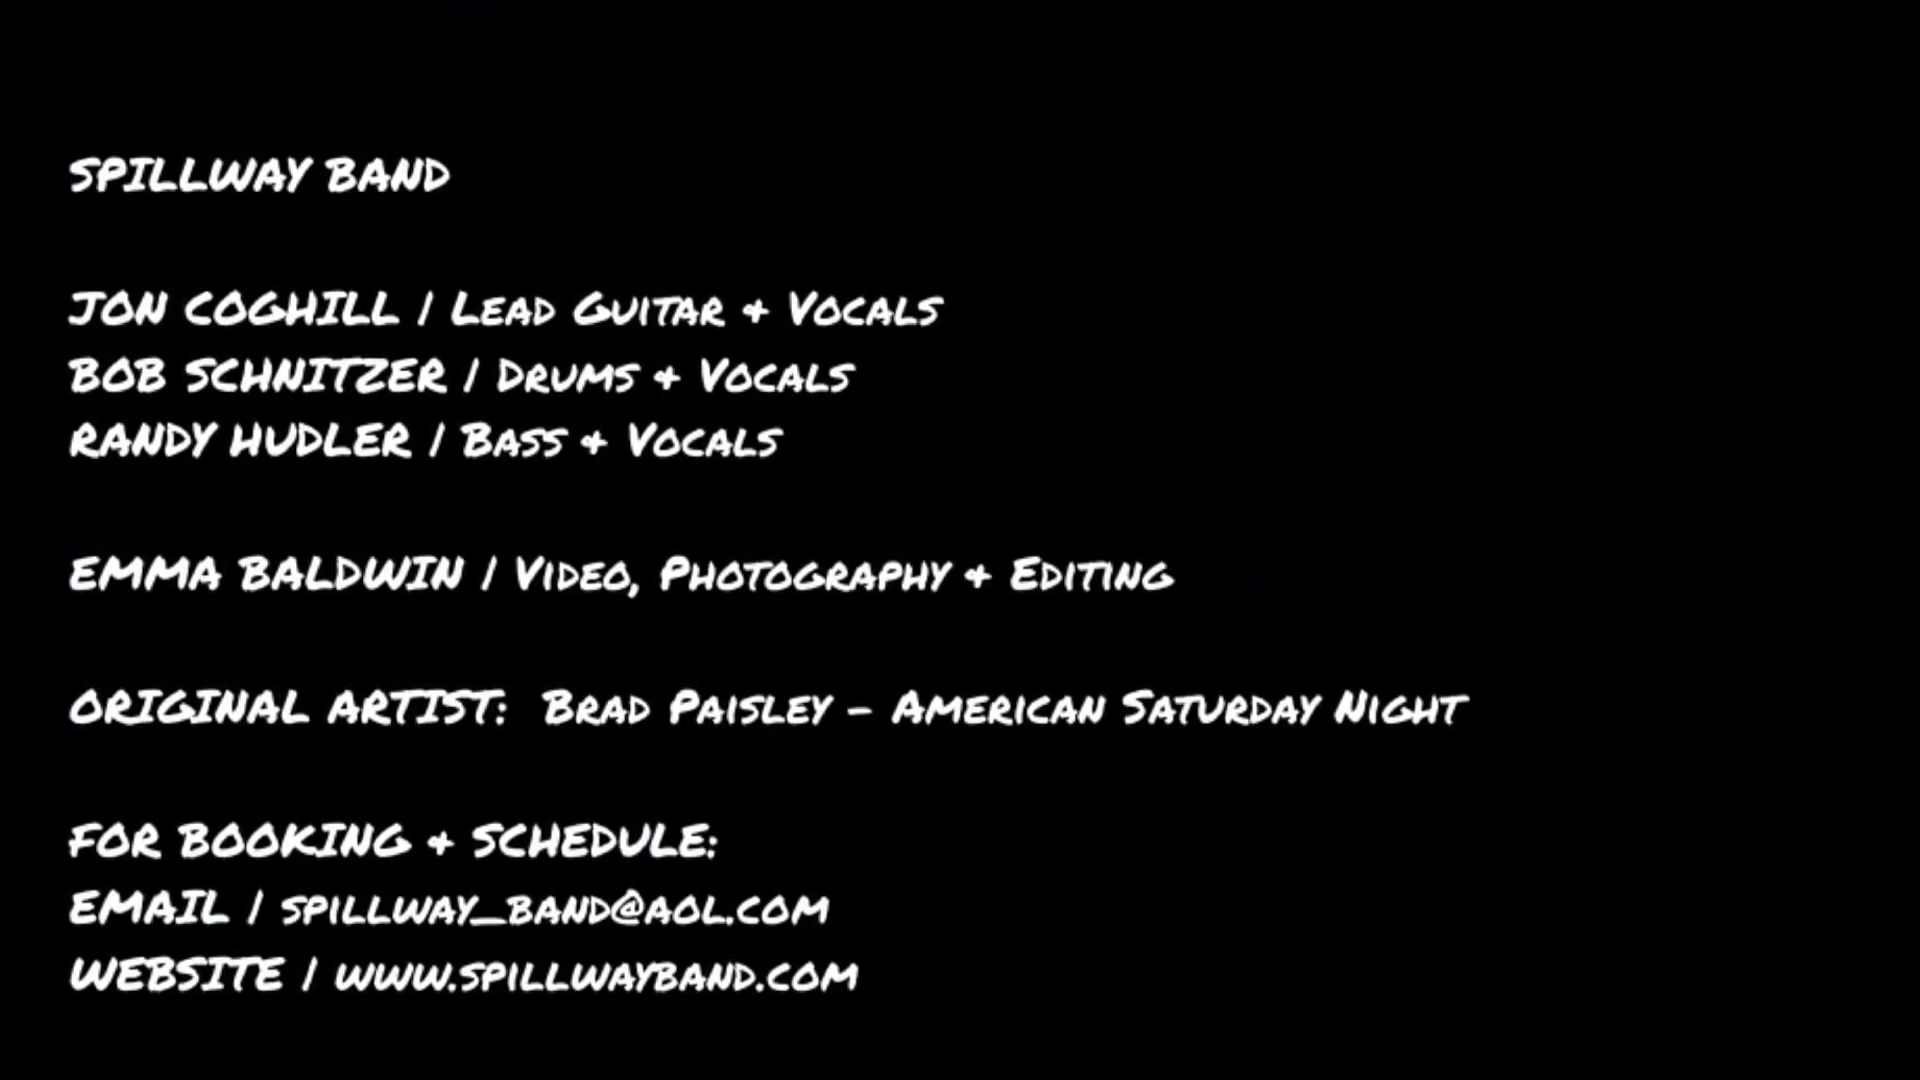 SPILLWAY BAND
JON COGHILL / Lead Guitar & Vocals
BOB SCHNITZER / Drums & Vocals
RANDY HUDLER / Bass & Vocals
EMMA BALDWIN / Video, Photography & Editing
ORIGINAL ARTIST: Brad Paisley - American Saturday Night
FOR BOOKING & SCHEDULE:
EMAIL / spillway_band@aol.com
WEBSITE / www.spillwayband.com